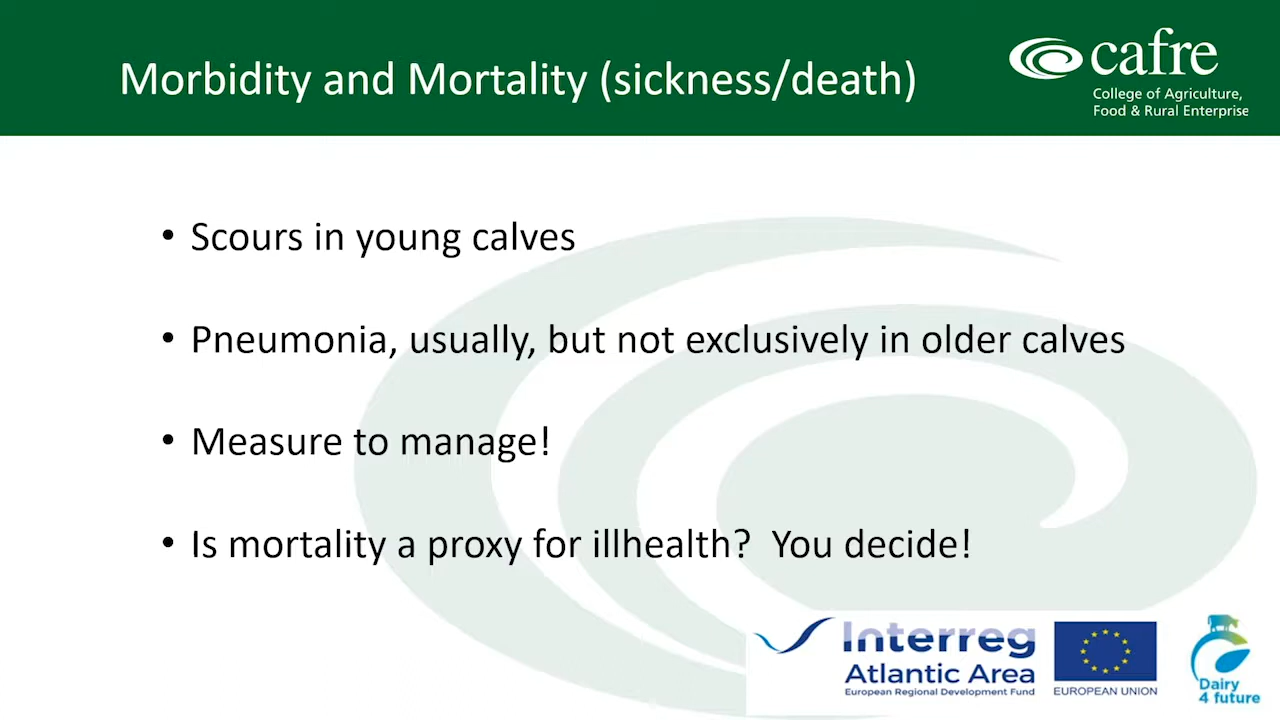 Morbidity and Mortality (sickness/death)
cafre
College of Agriculture,
Food & Rural Enterprise
• Scours in young calves
• Pneumonia, usually, but not exclusively in older calves
• Measure to manage!
• Is mortality a proxy for illhealth? You decide!
Interreg
Atlantic Area
European Regional Development Fund
EUROPEAN UNION
Dairy
4 future